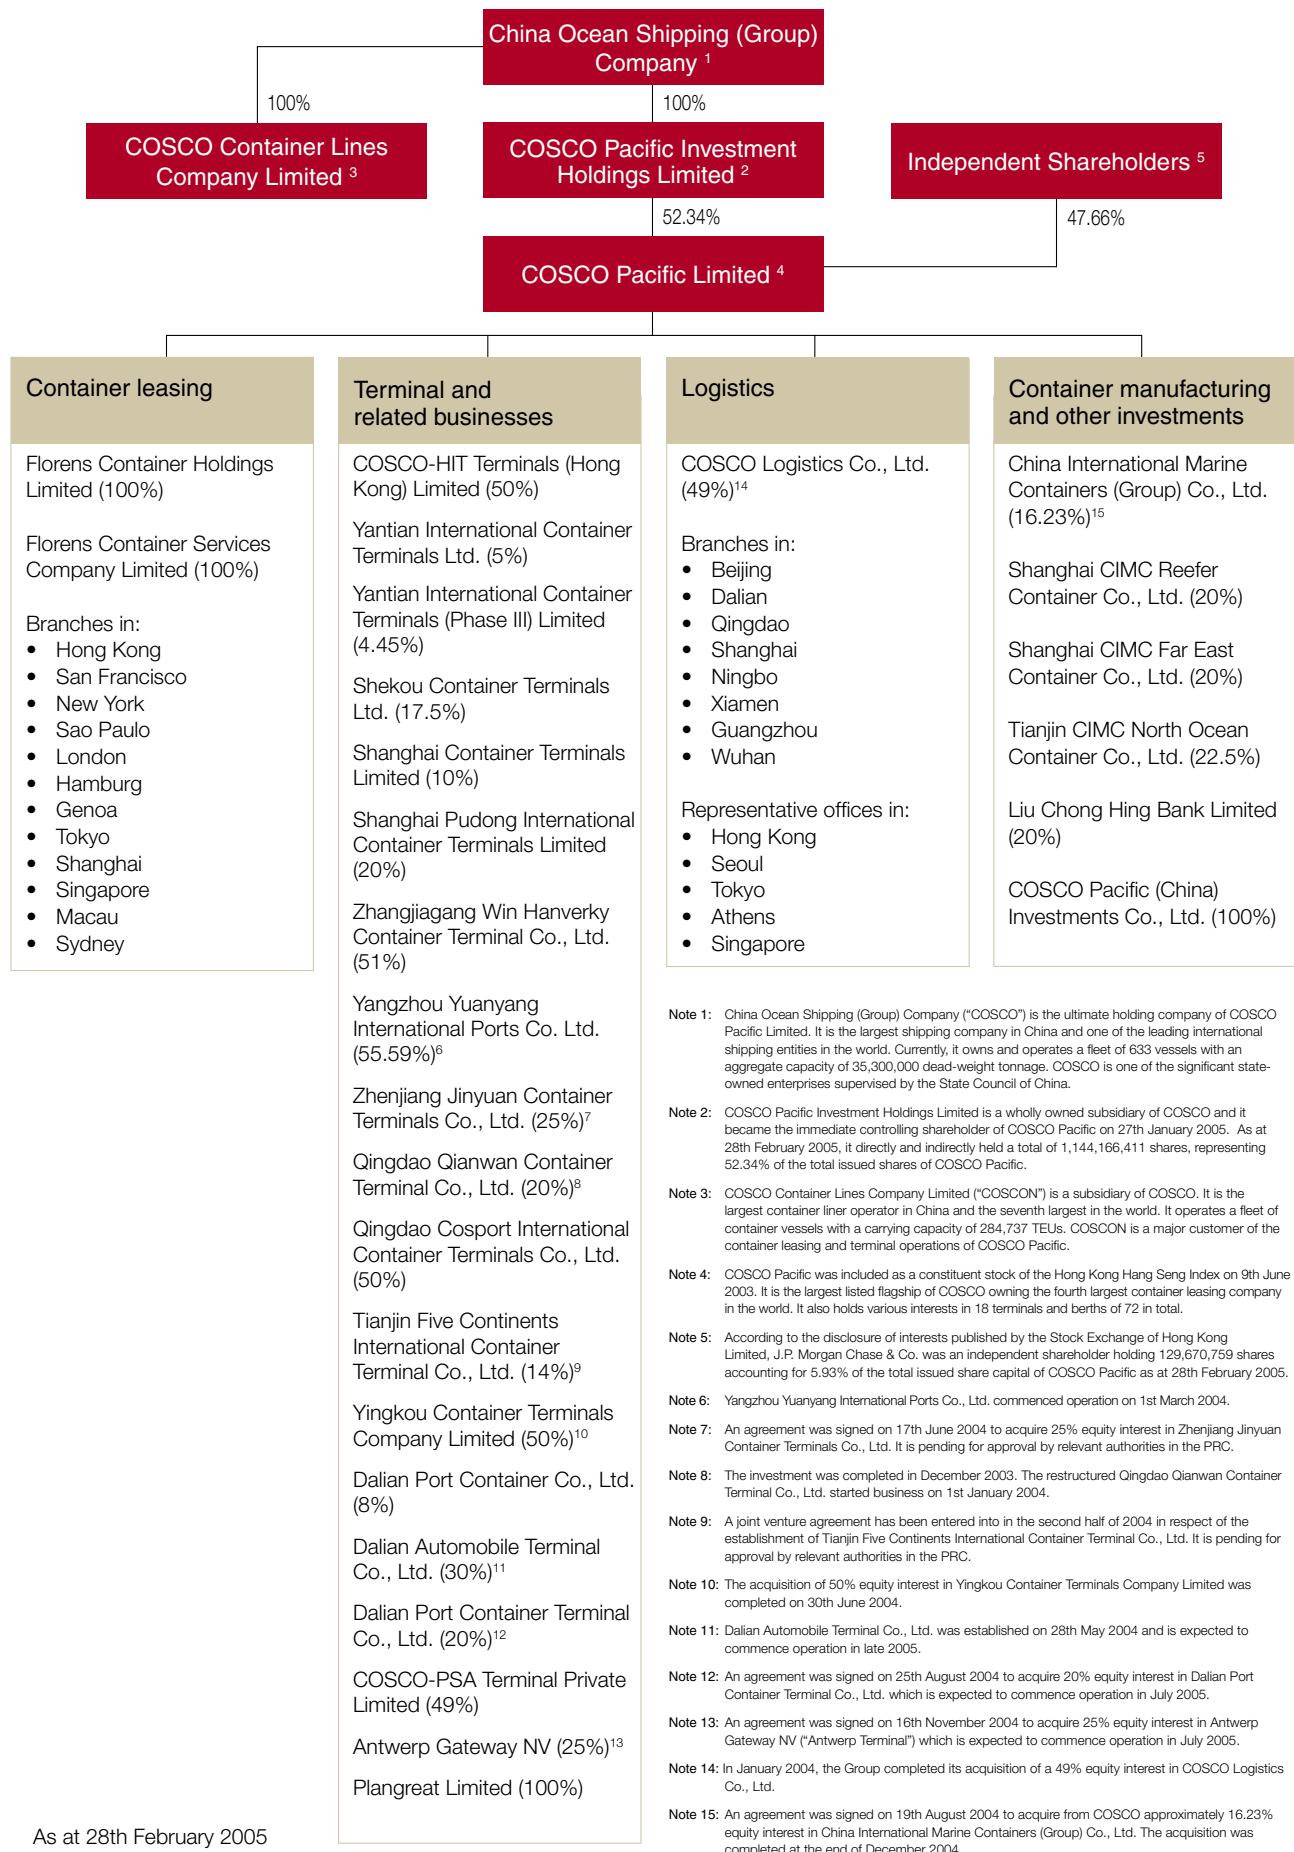 China Ocean Shipping (Group)
Company 1
100%
100%
COSCO Container Lines
Company Limited 3
COSCO Pacific Investment
Holdings Limited 2
Independent Shareholders 5
52.34%
47.66%
COSCO Pacific Limited 4
Container leasing
Florens Container Holdings
Limited (100%)
Florens Container Services
Company Limited (100%)
Branches in:
• Hong Kong
• San Francisco
• New York
• Sao Paulo
• London
• Hamburg
• Genoa
• Tokyo
• Shanghai
• Singapore
• Macau
• Sydney
Terminal and
related businesses
COSCO-HIT Terminals (Hong
Kong) Limited (50%)
Yantian International Container
Terminals Ltd. (5%)
Yantian International Container
Terminals (Phase III) Limited
(4.45%)
Shekou Container Terminals
Ltd. (17.5%)
Shanghai Container Terminals
Limited (10%)
Shanghai Pudong International
Container Terminals Limited
(20%)
Zhangjiagang Win Hanverky
Container Terminal Co., Ltd.
(51%)
Yangzhou Yuanyang
International Ports Co. Ltd.
(55.59%)6
Zhenjiang Jinyuan Container
Terminals Co., Ltd. (25%)7
Qingdao Qianwan Container
Terminal Co., Ltd. (20%)8
Qingdao Cosport International
Container Terminals Co., Ltd.
(50%)
Tianjin Five Continents
International Container
Terminal Co., Ltd. (14%)9
Yingkou Container Terminals
Company Limited (50%)10
Dalian Port Container Co., Ltd.
(8%)
Dalian Automobile Terminal
Co., Ltd. (30%)11
Dalian Port Container Terminal
Co., Ltd. (20%)12
COSCO-PSA Terminal Private
Limited (49%)
Antwerp Gateway NV (25%)13
Plangreat Limited (100%)
Logistics
COSCO Logistics Co., Ltd.
(49%)14
Branches in:
• Beijing
• Dalian
• Qingdao
• Shanghai
• Ningbo
• Xiamen
• Guangzhou
• Wuhan
Representative offices in:
• Hong Kong
• Seoul
• Tokyo
• Athens
• Singapore
Container manufacturing
and other investments
China International Marine
Containers (Group) Co., Ltd.
(16.23%)15
Shanghai CIMC Reefer
Container Co., Ltd. (20%)
Shanghai CIMC Far East
Container Co., Ltd. (20%)
Tianjin CIMC North Ocean
Container Co., Ltd. (22.5%)
Liu Chong Hing Bank Limited
(20%)
COSCO Pacific (China)
Investments Co., Ltd. (100%)
Note 1: China Ocean Shipping (Group) Company (“COSCO”) is the ultimate holding company of COSCO
Pacific Limited. It is the largest shipping company in China and one of the leading international
shipping entities in the world. Currently, it owns and operates a fleet of 633 vessels with an
aggregate capacity of 35,300,000 dead-weight tonnage. COSCO is one of the significant state-
owned enterprises supervised by the State Council of China.
Note 2: COSCO Pacific Investment Holdings Limited is a wholly owned subsidiary of COSCO and it
became the immediate controlling shareholder of COSCO Pacific on 27th January 2005. As at
28th February 2005, it directly and indirectly held a total of 1,144,166,411 shares, representing
52.34% of the total issued shares of COSCO Pacific.
Note 3: COSCO Container Lines Company Limited (“COSCON”) is a subsidiary of COSCO. It is the
largest container liner operator in China and the seventh largest in the world. It operates a fleet of
container vessels with a carrying capacity of 284,737 TEUs. COSCON is a major customer of the
container leasing and terminal operations of COSCO Pacific.
Note 4: COSCO Pacific was included as a constituent stock of the Hong Kong Hang Seng Index on 9th June
2003. It is the largest listed flagship of COSCO owning the fourth largest container leasing company
in the world. It also holds various interests in 18 terminals and berths of 72 in total.
Note 5: According to the disclosure of interests published by the Stock Exchange of Hong Kong
Limited, J.P. Morgan Chase & Co. was an independent shareholder holding 129,670,759 shares
accounting for 5.93% of the total issued share capital of COSCO Pacific as at 28th February 2005.
Note 6: Yangzhou Yuanyang International Ports Co., Ltd. commenced operation on 1st March 2004.
Note 7: An agreement was signed on 17th June 2004 to acquire 25% equity interest in Zhenjiang Jinyuan
Container Terminals Co., Ltd. It is pending for approval by relevant authorities in the PRC.
Note 8: The investment was completed in December 2003. The restructured Qingdao Qianwan Container
Terminal Co., Ltd. started business on 1st January 2004.
Note 9: A joint venture agreement has been entered into in the second half of 2004 in respect of the
establishment of Tianjin Five Continents International Container Terminal Co., Ltd. It is pending for
approval by relevant authorities in the PRC.
Note 10: The acquisition of 50% equity interest in Yingkou Container Terminals Company Limited was
completed on 30th June 2004.
Note 11: Dalian Automobile Terminal Co., Ltd. was established on 28th May 2004 and is expected to
commence operation in late 2005.
Note 12: An agreement was signed on 25th August 2004 to acquire 20% equity interest in Dalian Port
Container Terminal Co., Ltd. which is expected to commence operation in July 2005.
Note 13: An agreement was signed on 16th November 2004 to acquire 25% equity interest in Antwerp
Gateway NV (“Antwerp Terminal”) which is expected to commence operation in July 2005.
Note 14: In January 2004, the Group completed its acquisition of a 49% equity interest in COSCO Logistics
Co., Ltd.
Note 15: An agreement was signed on 19th August 2004 to acquire from COSCO approximately 16.23%
equity interest in China International Marine Containers (Group) Co., Ltd. The acquisition was
completed at the end of December 2004.
As at 28th February 2005